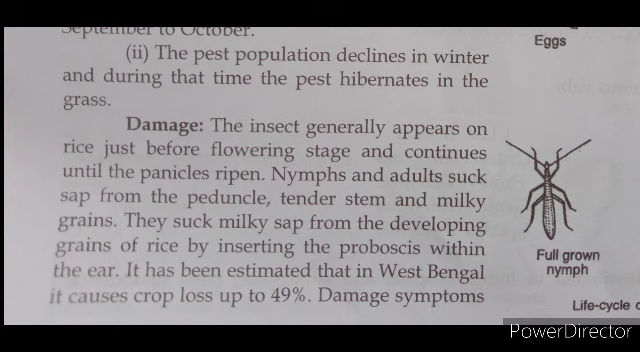 September to October.
(ii) The pest population declines in winter
and during that time the pest hibernates in the
grass.
Damage: The insect generally appears on
rice just before flowering stage and continues
until the panicles ripen. Nymphs and adults suck
sap from the peduncle, tender stem and milky
grains. They suck milky sap from the developing
grains of rice by inserting the proboscis within
the ear. It has been estimated that in West Bengal
it causes crop loss up to 49%. Damage symptoms
Eggs
Full grown
nymph
Life-cycle
PowerDirector